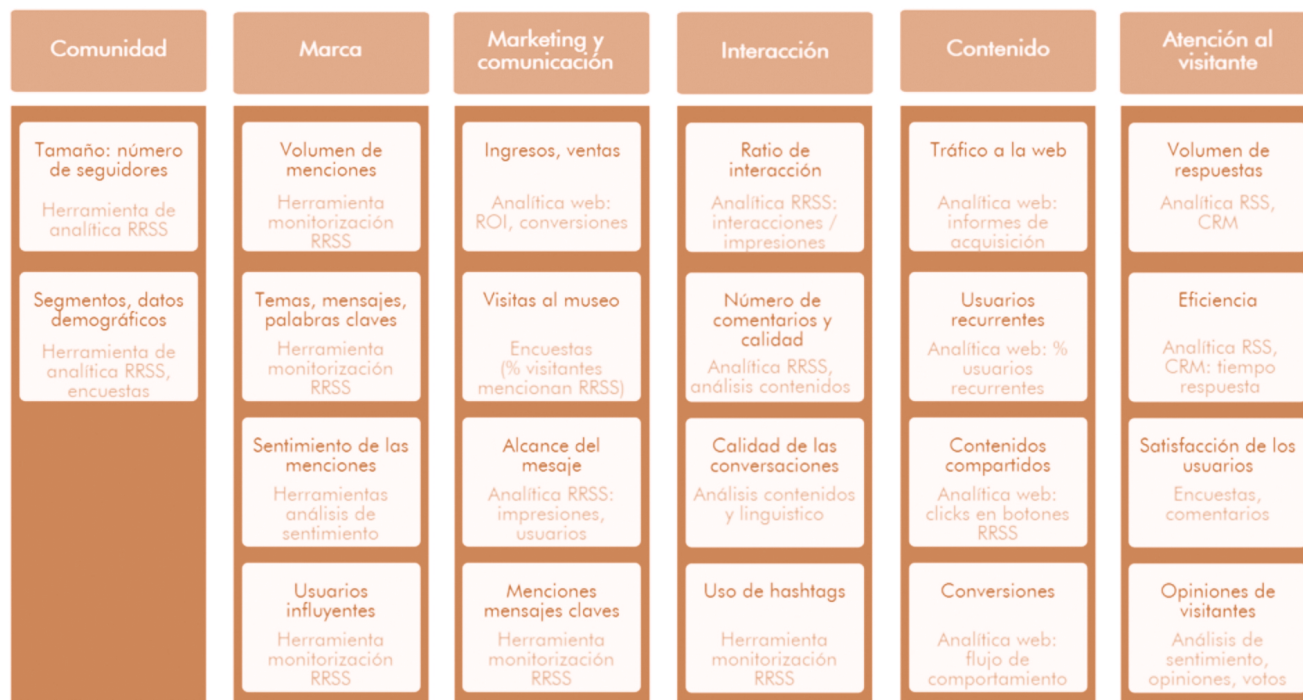 Comunidad
Tamaño: número
de seguidores
Herramienta de
analítica RRSS
Segmentos, datos
demográficos
Herramienta de
analítica RRSS,
encuestas
Marca
Volumen de
menciones
Herramienta
monitorización
RRSS
Temas, mensajes,
palabras claves
Herramienta
monitorización
RRSS
Sentimiento de las
menciones
Herramientas
análisis de
sentimiento
Usuarios
influyentes
Herramienta
monitorización
RRSS
Marketing y
comunicación
Ingresos, ventas
Analítica web:
ROI, conversiones
Visitas al museo
Encuestas
(% visitantes
mencionan RRSS)
Alcance del
mesaje
Analítica RRSS:
impresiones,
usuarios
Menciones
mensajes claves
Herramienta
monitorización
RRSS
Interacción
Ratio de
interacción
Analítica RRSS:
interacciones /
impresiones
Número de
comentarios y
calidad
Analítica RRSS,
análisis contenidos
Calidad de las
conversaciones
Análisis contenidos
y linguistico
Uso de hashtags
Herramienta
monitorización
RRSS
Contenido
Tráfico a la web
Analítica web:
informes de
acquisición
Usuarios
recurrentes
Analítica web: %
usuarios
recurrentes
Contenidos
compartidos
Analítica web:
clicks en botones
RRSS
Conversiones
Analítica web:
flujo de
comportamiento
Atención al
visitante
Volumen de
respuestas
Analítica RSS,
CRM
Eficiencia
Analítica RSS,
CRM: tiempo
respuesta
Satisfacción de los
usuarios
Encuestas,
comentarios
Opiniones de
visitantes
Análisis de
sentimiento,
opiniones, votos